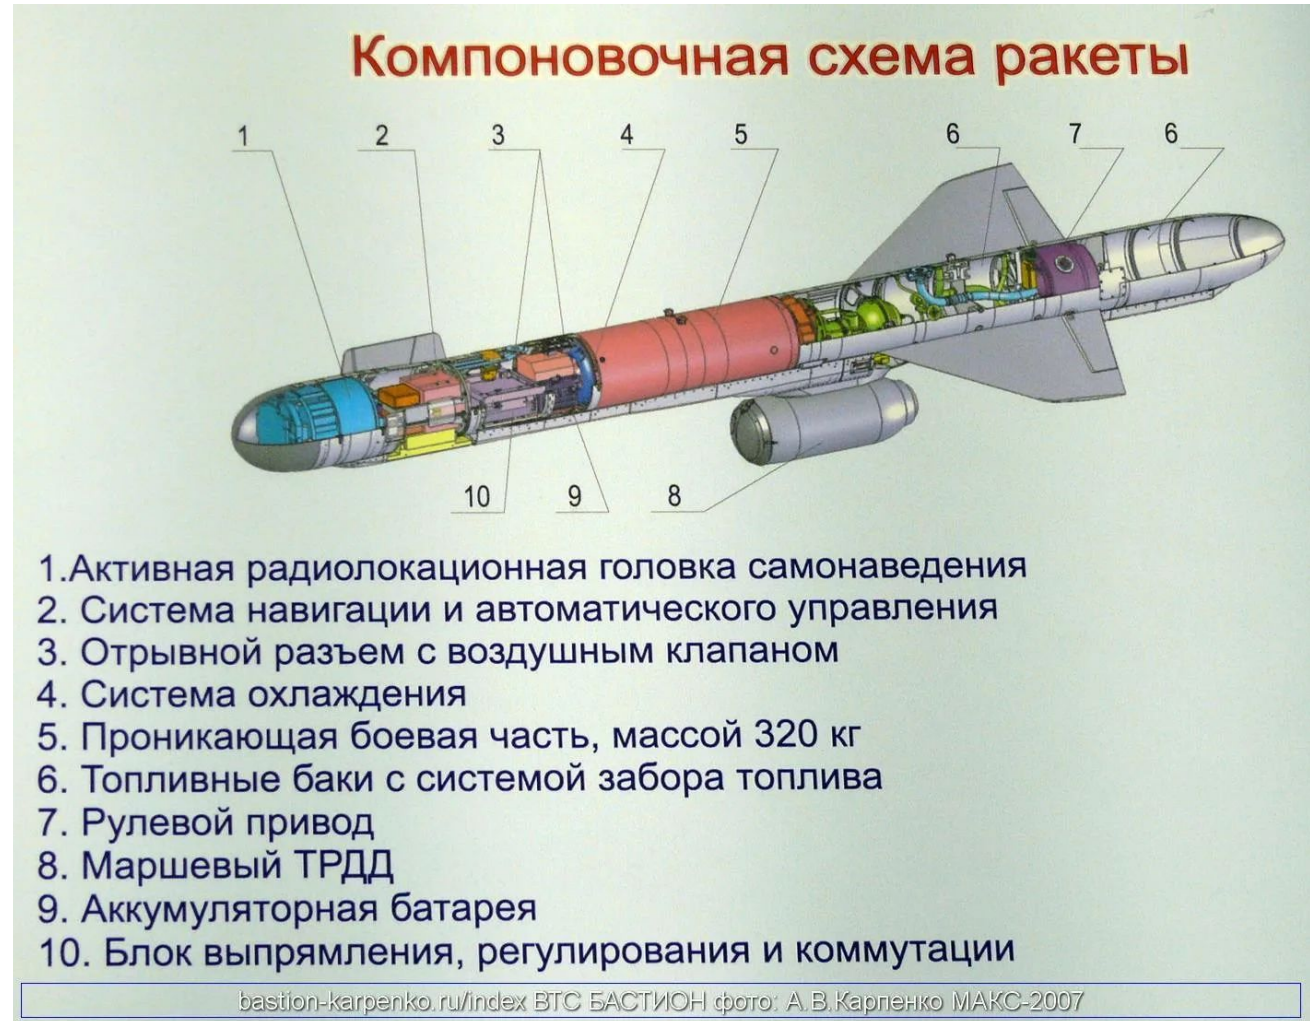 Компоновочная схема ракеты
1 2 3 4 5 6 7 6
10 9 8
1.Активная радиолокационная головка самонаведения
2. Система навигации и автоматического управления
3. Отрывной разъем с воздушным клапаном
4. Система охлаждения
5. Проникающая боевая часть, массой 320 кг
6. Топливные баки с системой забора топлива
7. Рулевой привод
8. Маршевый ТРДД
9. Аккумуляторная батарея
10. Блок выпрямления, регулирования и коммутации
bastion-karpenko.ru/index ВТС БАСТИОН фото: А.В.Карпенко МАКС-2007